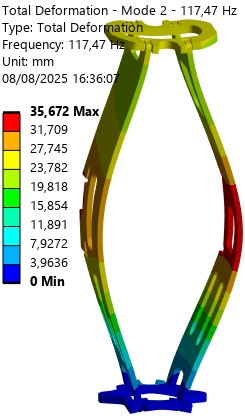 Total Deformation - Mode 2 - 117,47 Hz
Type: Total Deformation
Frequency: 117,47 Hz
Unit: mm
08/08/2025 16:36:07
35,672 Max
31,709
27,745
23,782
19,818
15,854
11,891
7,9272
3,9636
0 Min